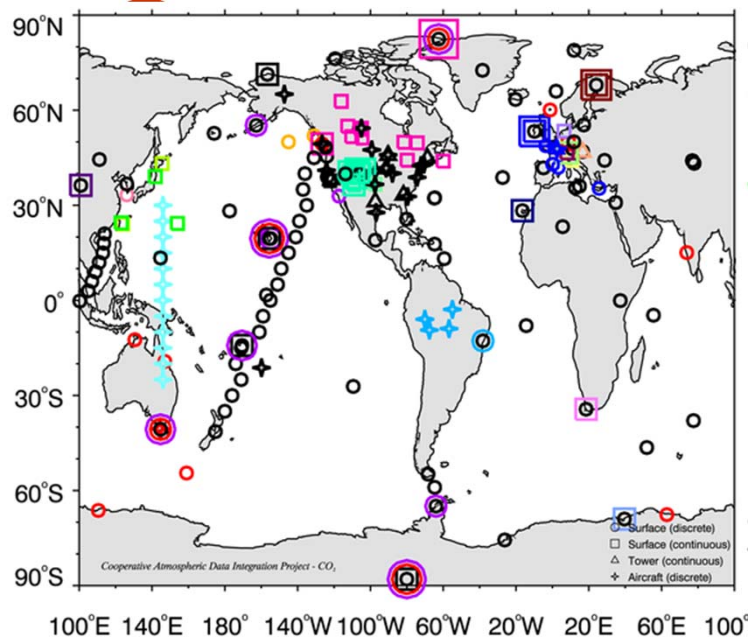 90°N
60°N
30°N
0°
30°S
60°S
90°S
Cooperative Atmospheric Data Integration Project - CO₂
Surface (discrete)
Surface (continuous)
Tower (continuous)
Aircraft (discrete)
100°E 140°E 180° 140°W 100°W 60°W 20°W 20°E 60°E 100°